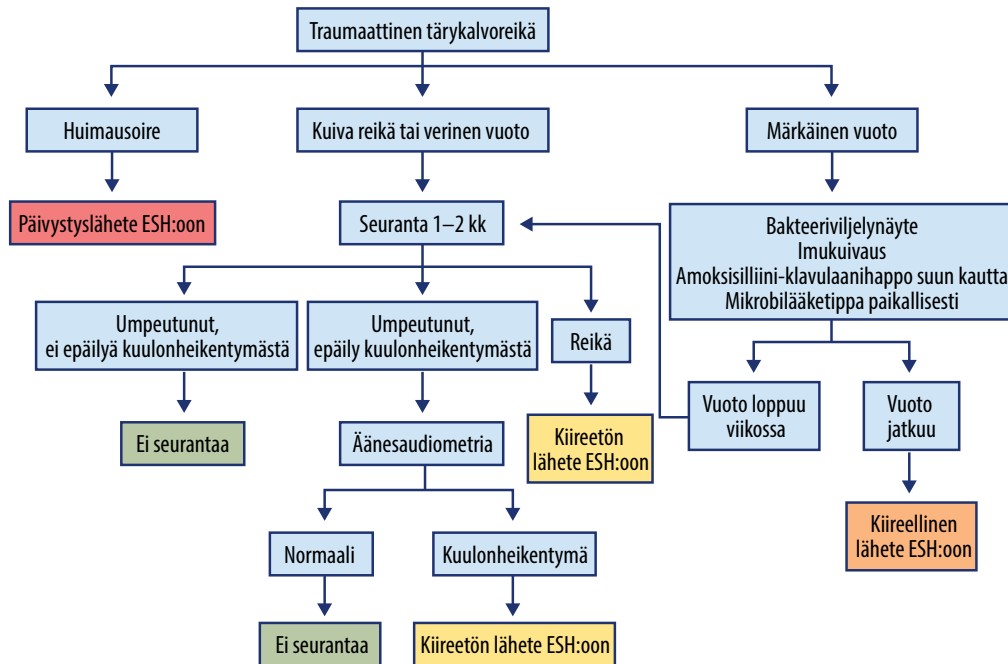 Traumaattinen tärykalvoreikä
Huimausoire
Kuiva reikä tai verinen vuoto
Märkäinen vuoto
Päivystyslähete ESH:oon
Seuranta 1–2 kk
Bakteeriviljelynäyte
Imukuivaus
Amoksisilliini-klavulaanihappo suun kautta
Mikrobilääketippa paikallisesti
Umpeutunut,
ei epäilyä kuulonheikentymästä
Umpeutunut,
epäily kuulonheikentymästä
Reikä
Vuoto loppuu
viikossa
Vuoto
jatkuu
Ei seurantaa
Äänesaudiometria
Kiireetön
lähete ESH:oon
Kiireellinen
lähete ESH:oon
Normaali
Kuulonheikentymä
Ei seurantaa
Kiireetön lähete ESH:oon